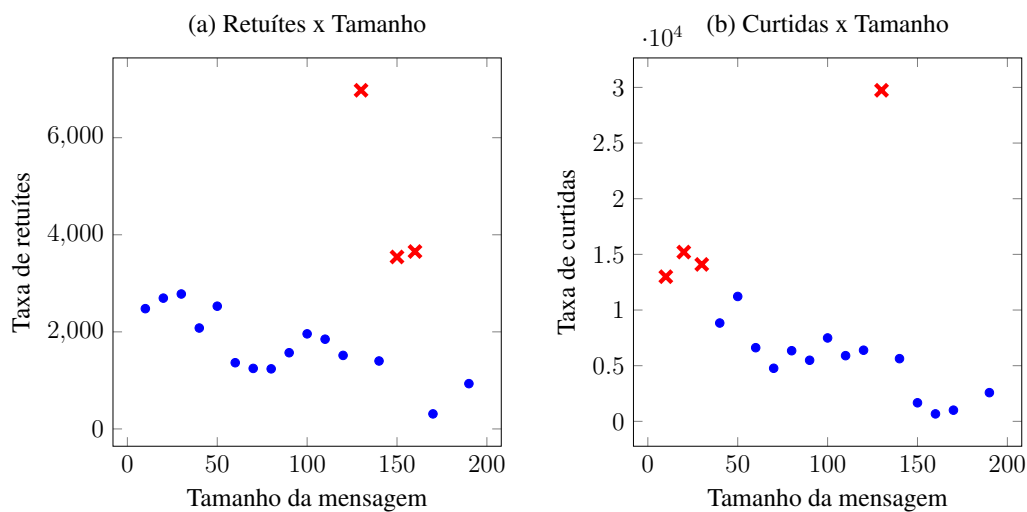 (a) Retuítes x Tamanho
6,000
4,000
2,000
0
Taxa de retuítes
0 50 100 150 200
Tamanho da mensagem
(b) Curtidas x Tamanho
·10⁴
3
2.5
2
1.5
1
0.5
0
Taxa de curtidas
0 50 100 150 200
Tamanho da mensagem